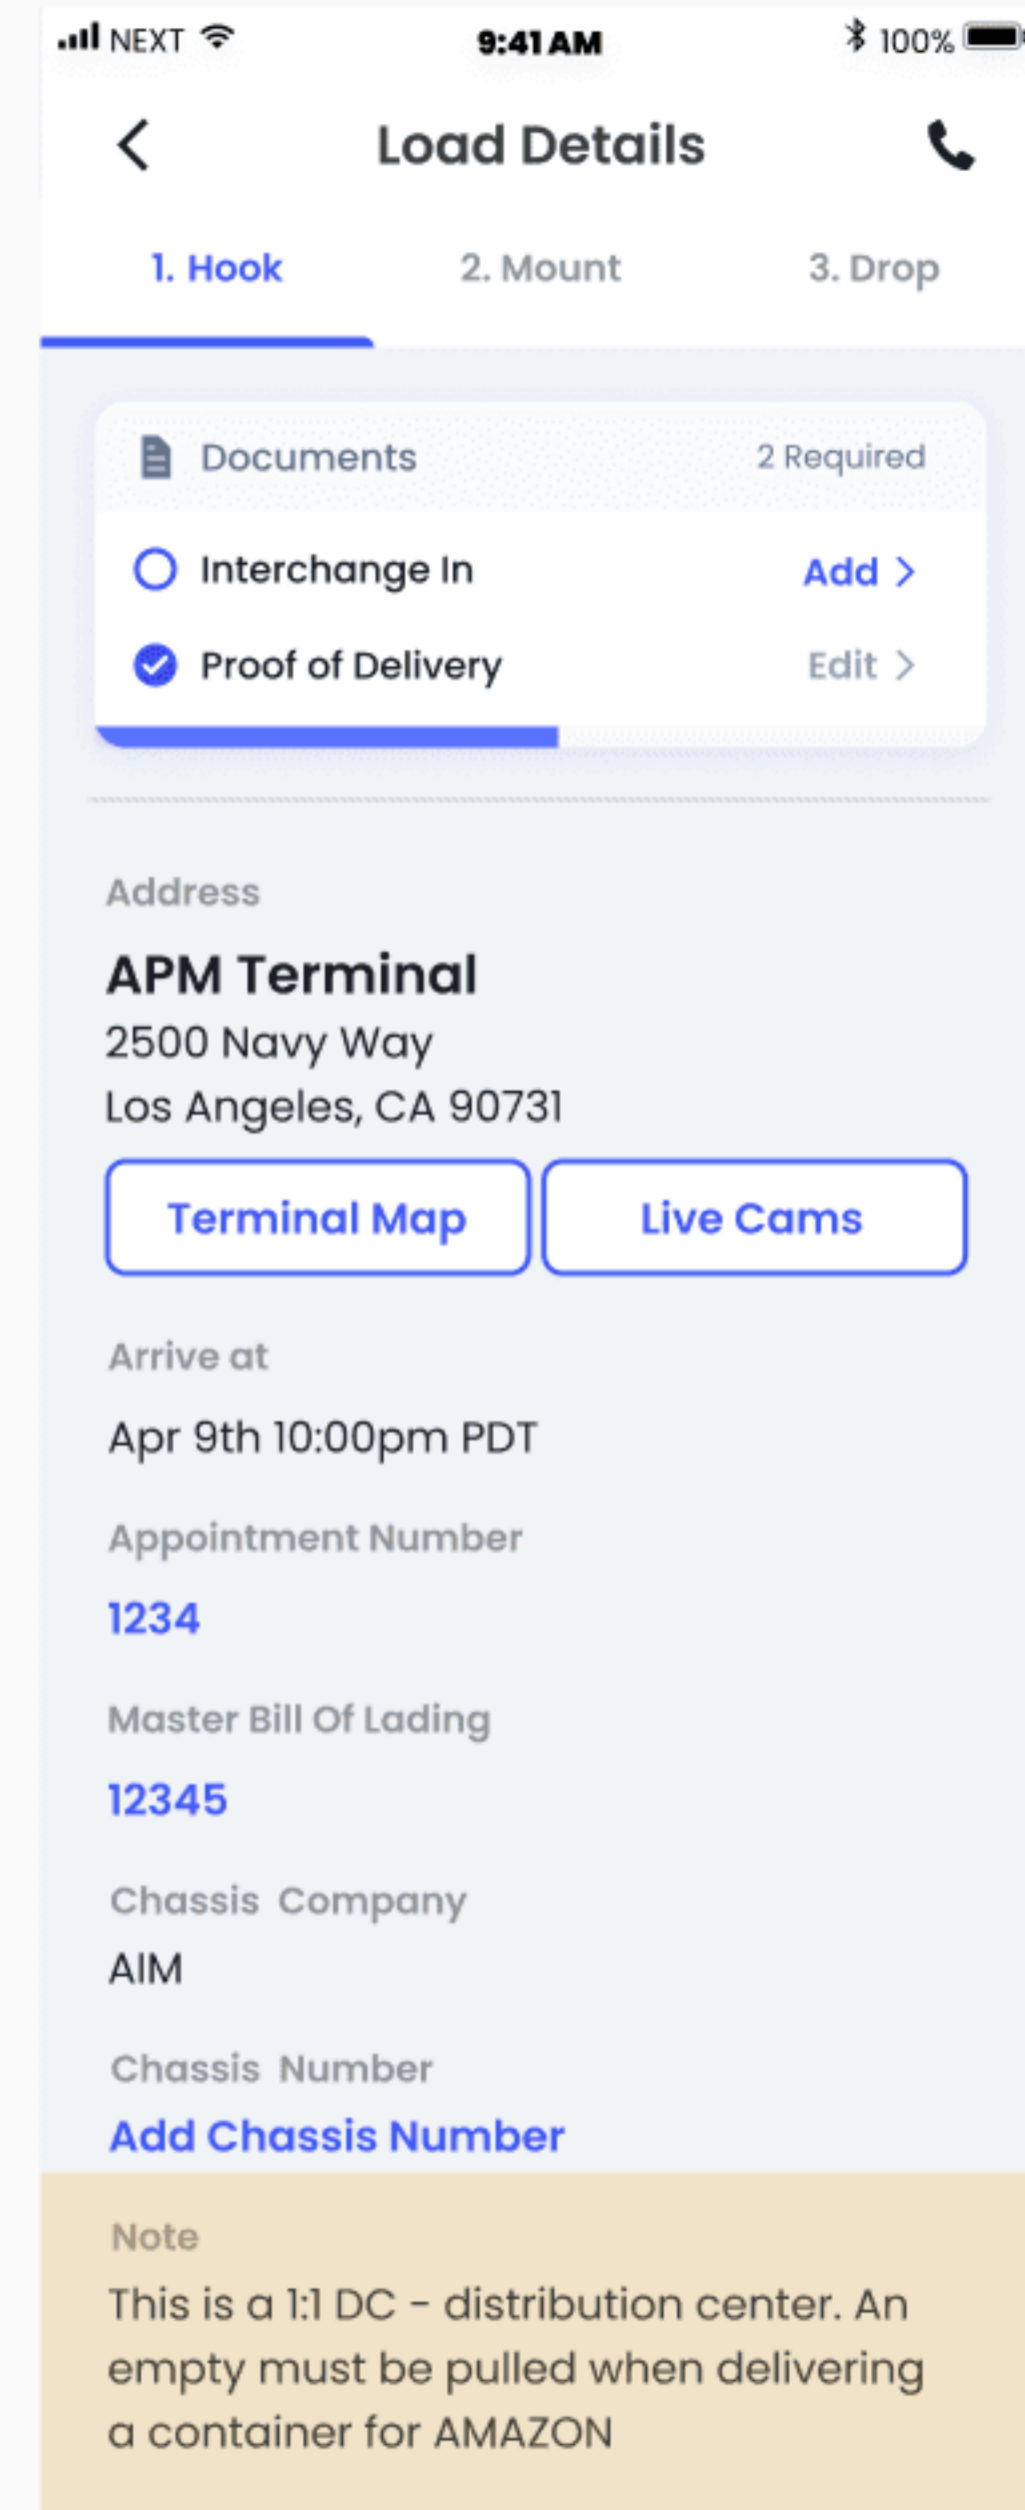 NEXT 9:41 AM 100%
Load Details
1. Hook 2. Mount 3. Drop
Documents 2 Required
Interchange In Add >
Proof of Delivery Edit >
Address
APM Terminal
2500 Navy Way
Los Angeles, CA 90731
Terminal Map Live Cams
Arrive at
Apr 9th 10:00pm PDT
Appointment Number
1234
Master Bill Of Lading
12345
Chassis Company
AIM
Chassis Number
Add Chassis Number
Note
This is a 1:1 DC - distribution center. An
empty must be pulled when delivering
a container for AMAZON